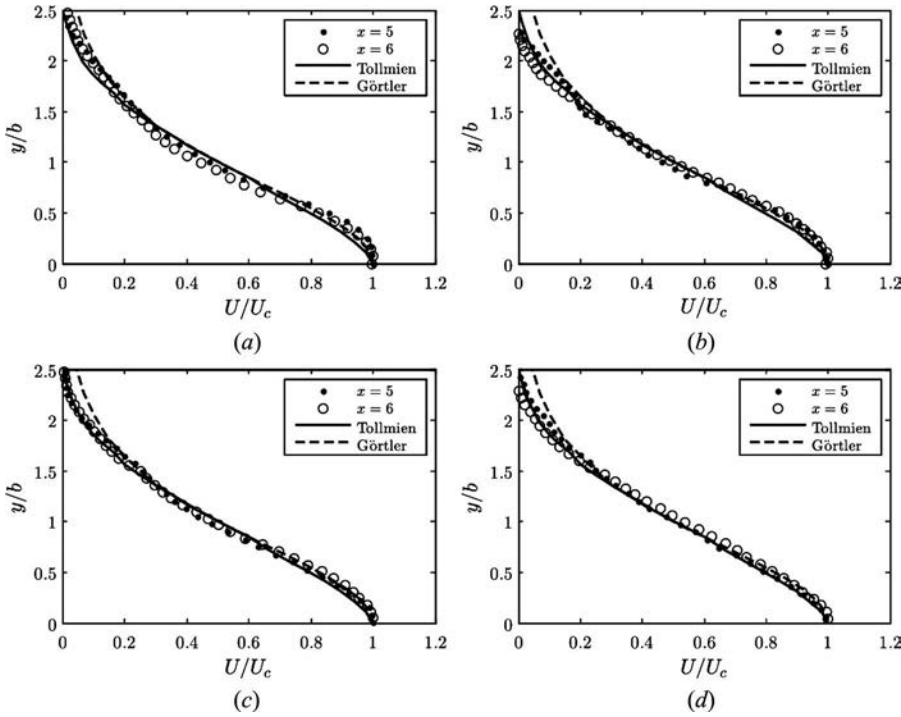 2.5
2
1.5
1
0.5
0
y/b
0 0.2 0.4 0.6 0.8 1 1.2
U/U_c
x = 5
x = 6
Tollmien
Görtler
(a)
2.5
2
1.5
1
0.5
0
y/b
0 0.2 0.4 0.6 0.8 1 1.2
U/U_c
x = 5
x = 6
Tollmien
Görtler
(b)
2.5
2
1.5
1
0.5
0
y/b
0 0.2 0.4 0.6 0.8 1 1.2
U/U_c
x = 5
x = 6
Tollmien
Görtler
(c)
2.5
2
1.5
1
0.5
0
y/b
0 0.2 0.4 0.6 0.8 1 1.2
U/U_c
x = 5
x = 6
Tollmien
Görtler
(d)